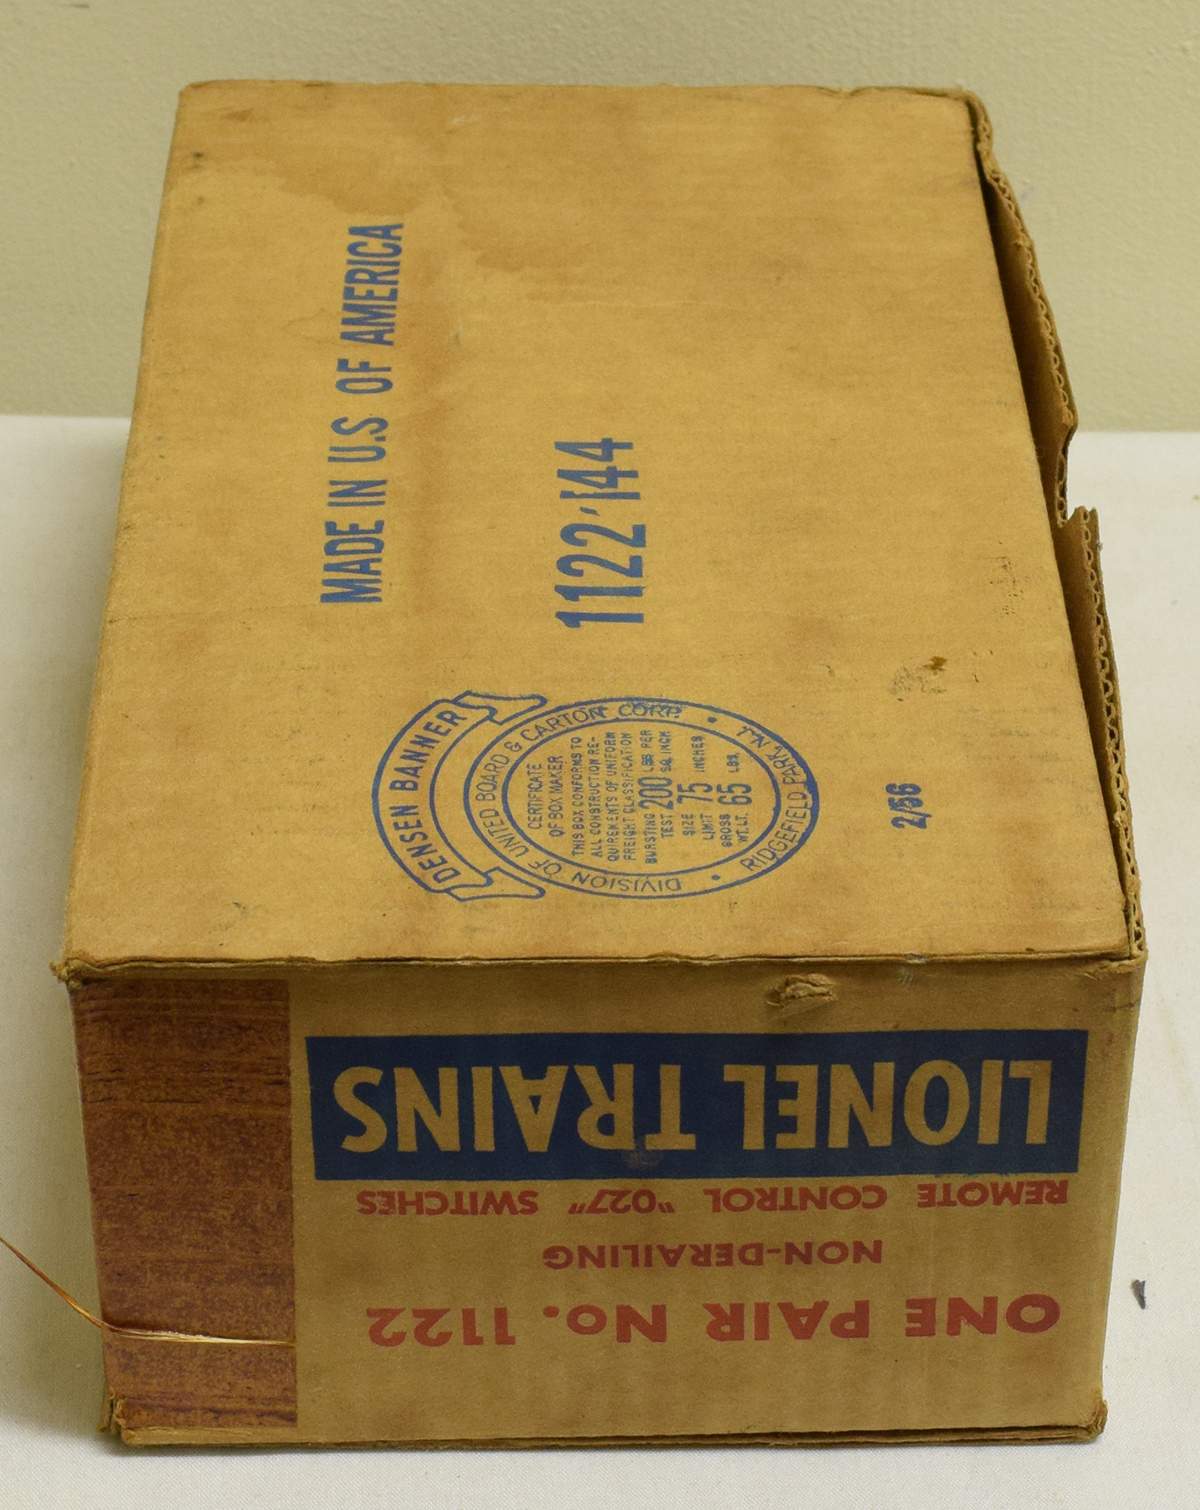 MADE IN U.S OF AMERICA
1122-144
DENSEN BANNER
DIVISION OF UNITED BOARD & CARTON CORP.
RIDGEFIELD PARK, N.J.
CERTIFICATE
OF BOX MAKER
THIS BOX CONFORMS TO
ALL CONSTRUCTION RE-
QUIREMENTS OF UNIFORM
FREIGHT CLASSIFICATION
BURSTING TEST 200 LBS PER SQ. INCH
SIZE LIMIT 75 INCHES
GROSS WT. LT. 65 LBS.
2/56
LIONEL TRAINS
REMOTE CONTROL "027" SWITCHES
NON-DERAILING
ONE PAIR No. 1122